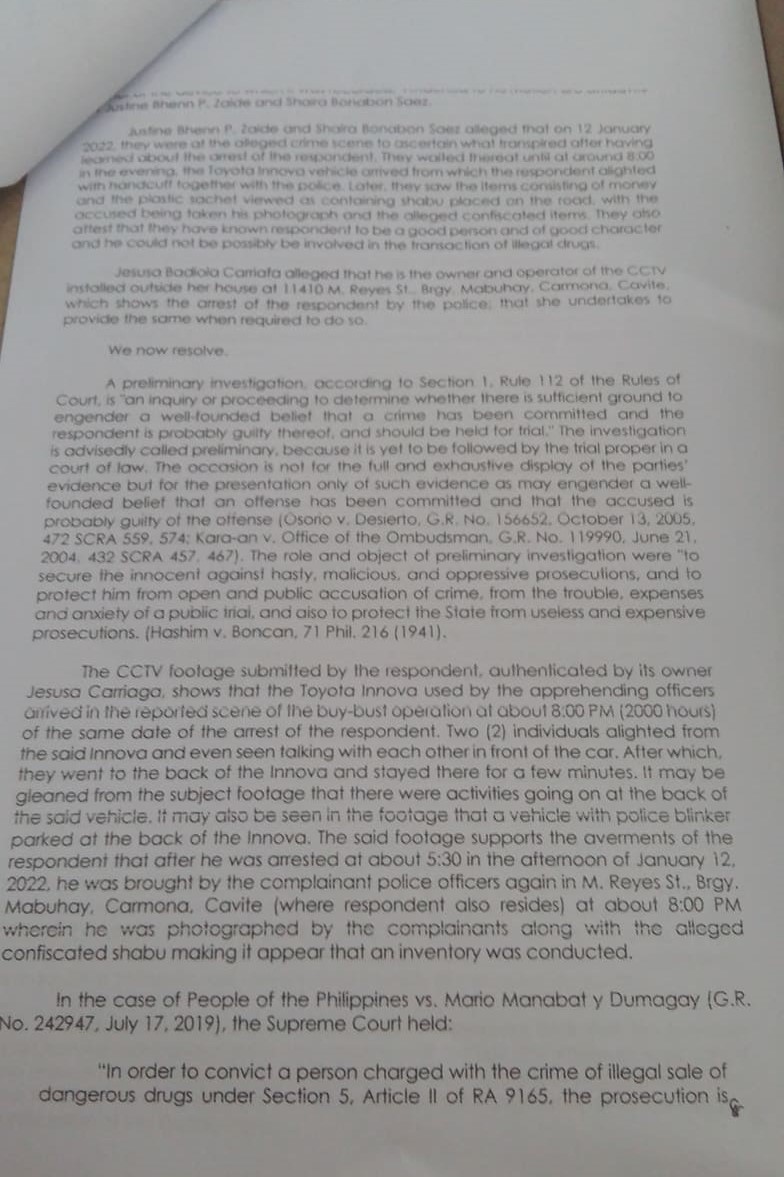 Justine Bhenn P. Zaide and Shaira Bonabon Saez.
Justine Bhenn P. Zaide and Shaira Bonabon Saez alleged that on 12 January
2022, they were at the alleged crime scene to ascertain what transpired after having
learned about the arrest of the respondent. They waited thereat until at around 8:00
in the evening, the Toyota Innova vehicle arrived from which the respondent alighted
with handcuff together with the police. Later, they saw the items consisting of money
and the plastic sachet viewed as containing shabu placed on the road, with the
accused being taken his photograph and the alleged confiscated items. They also
attest that they have known respondent to be a good person and of good character
and he could not be possibly be involved in the transaction of illegal drugs.
Jesusa Badiola Carriafa alleged that he is the owner and operator of the CCTV
installed outside her house at 11410 M. Reyes St., Brgy. Mabuhay, Carmona, Cavite,
which shows the arrest of the respondent by the police; that she undertakes to
provide the same when required to do so.
We now resolve.
A preliminary investigation, according to Section 1, Rule 112 of the Rules of
Court, is "an inquiry or proceeding to determine whether there is sufficient ground to
engender a well-founded belief that a crime has been committed and the
respondent is probably guilty thereof, and should be held for trial." The investigation
is advisedly called preliminary, because it is yet to be followed by the trial proper in a
court of law. The occasion is not for the full and exhaustive display of the parties'
evidence but for the presentation only of such evidence as may engender a well-
founded belief that an offense has been committed and that the accused is
probably guilty of the offense (Osorio v. Desierto, G.R. No. 156652, October 13, 2005,
472 SCRA 559, 574; Kara-an v. Office of the Ombudsman, G.R. No. 119990, June 21,
2004, 432 SCRA 457, 467). The role and object of preliminary investigation were "to
secure the innocent against hasty, malicious, and oppressive prosecutions, and to
protect him from open and public accusation of crime, from the trouble, expenses
and anxiety of a public trial, and also to protect the State from useless and expensive
prosecutions. (Hashim v. Boncan, 71 Phil. 216 (1941).
The CCTV footage submitted by the respondent, authenticated by its owner
Jesusa Carriaga, shows that the Toyota Innova used by the apprehending officers
arrived in the reported scene of the buy-bust operation at about 8:00 PM (2000 hours)
of the same date of the arrest of the respondent. Two (2) individuals alighted from
the said Innova and even seen talking with each other in front of the car. After which,
they went to the back of the Innova and stayed there for a few minutes. It may be
gleaned from the subject footage that there were activities going on at the back of
the said vehicle. It may also be seen in the footage that a vehicle with police blinker
parked at the back of the Innova. The said footage supports the averments of the
respondent that after he was arrested at about 5:30 in the afternoon of January 12,
2022, he was brought by the complainant police officers again in M. Reyes St., Brgy.
Mabuhay, Carmona, Cavite (where respondent also resides) at about 8:00 PM
wherein he was photographed by the complainants along with the alleged
confiscated shabu making it appear that an inventory was conducted.
In the case of People of the Philippines vs. Mario Manabat y Dumagay (G.R.
No. 242947, July 17, 2019), the Supreme Court held:
"In order to convict a person charged with the crime of illegal sale of
dangerous drugs under Section 5, Article II of RA 9165, the prosecution is